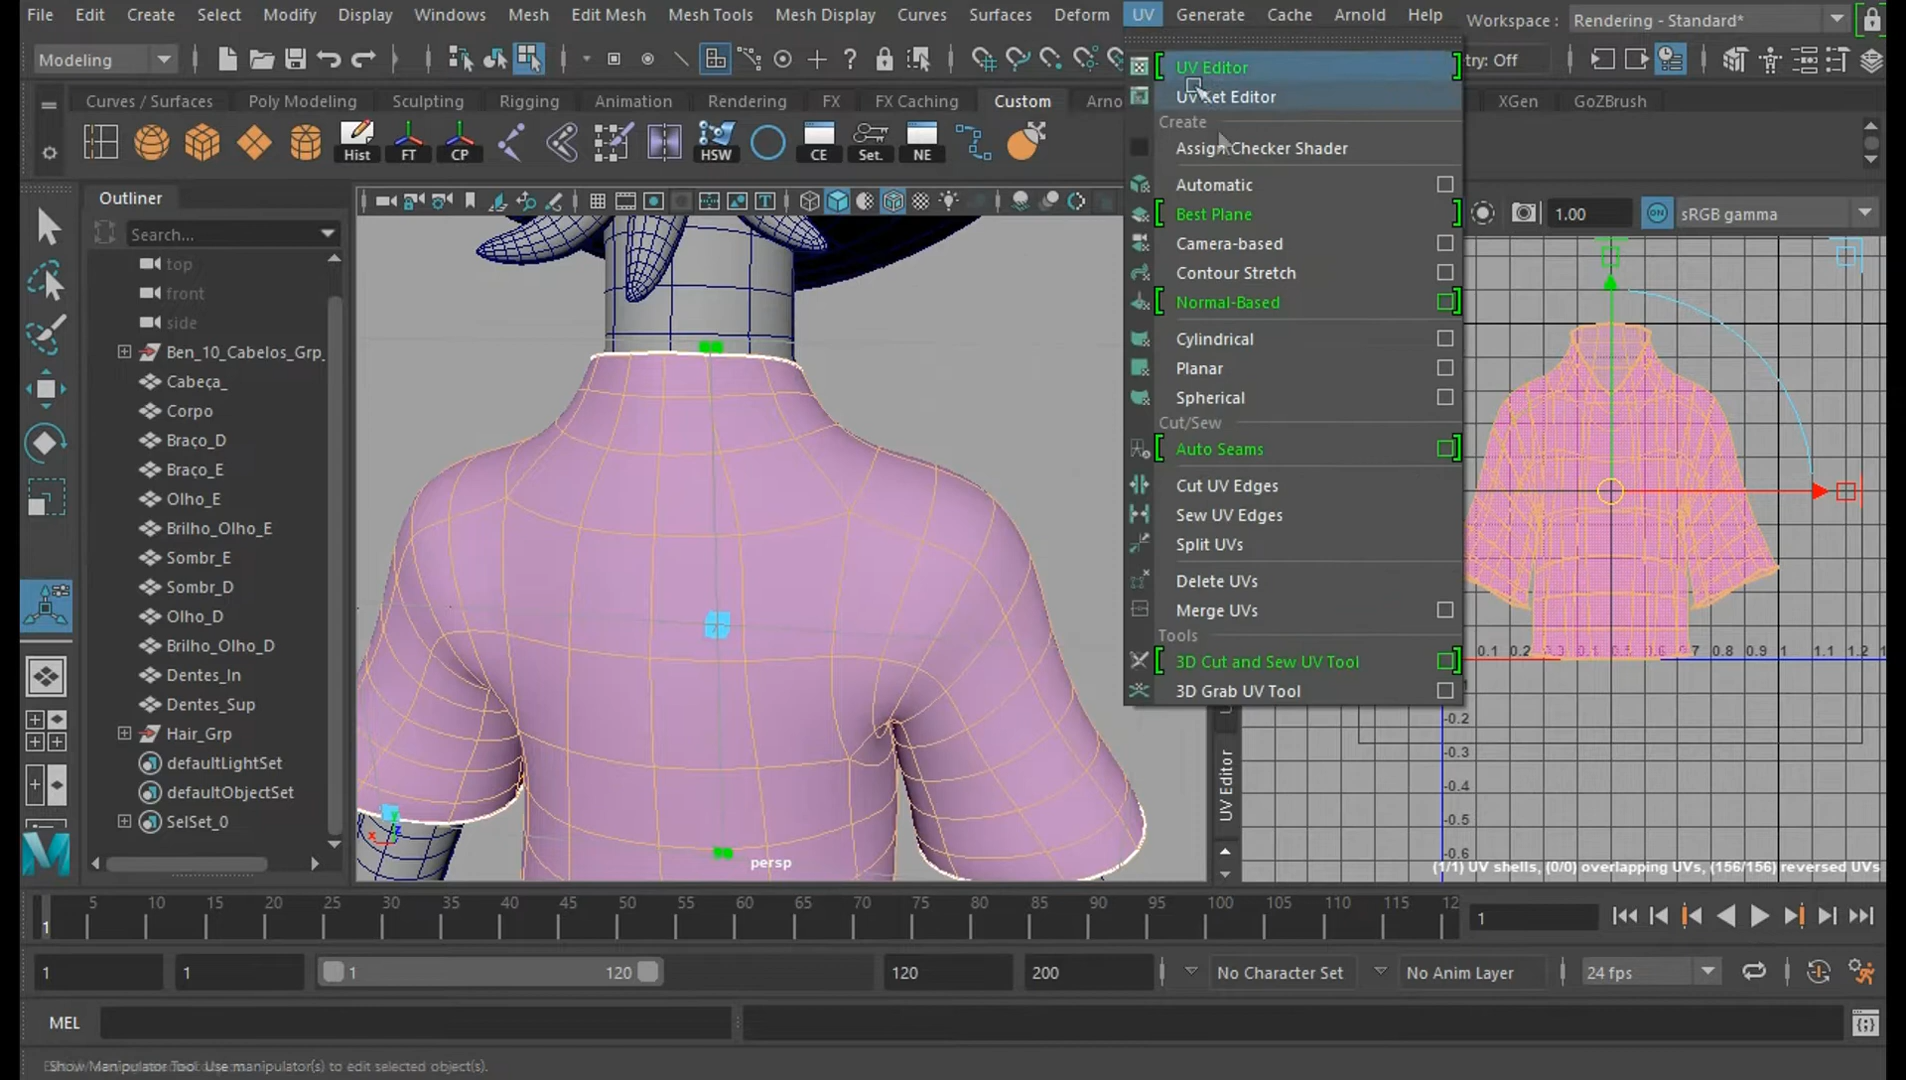 File Edit Create Select Modify Display Windows Mesh Edit Mesh Mesh Tools Mesh Display Curves Surfaces Deform UV Generate Cache Arnold Help Workspace : Rendering - Standard*
Modeling
try: Off
Curves / Surfaces Poly Modeling Sculpting Rigging Animation Rendering FX FX Caching Custom Arno XGen GoZBrush
Hist FT CP HSW CE Set. NE
Outliner
Search...
top
front
side
Ben_10_Cabelos_Grp_
Cabeça_
Corpo
Braço_D
Braço_E
Olho_E
Brilho_Olho_E
Sombr_E
Sombr_D
Olho_D
Brilho_Olho_D
Dentes_In
Dentes_Sup
Hair_Grp
defaultLightSet
defaultObjectSet
SelSet_0
persp
x
z
UV Editor
Create
Assign Checker Shader
Automatic
Best Plane
Camera-based
Contour Stretch
Normal-Based
Cylindrical
Planar
Spherical
Cut/Sew
Auto Seams
Cut UV Edges
Sew UV Edges
Split UVs
Delete UVs
Merge UVs
Tools
3D Cut and Sew UV Tool
3D Grab UV Tool
1.00 ON sRGB gamma
0.1 0.2 0.3 0.4 0.5 0.6 0.7 0.8 0.9 1 1.1 1.2
-0.2
-0.3
-0.4
-0.5
-0.6
UV Editor
(1/1) UV shells, (0/0) overlapping UVs, (156/156) reversed UVs
5 10 15 20 25 30 35 40 45 50 55 60 65 70 75 80 85 90 95 100 105 110 115 12
1
1
1 1 1 120 120 200 No Character Set No Anim Layer 24 fps
MEL
Show Manipulator Tool Use manipulator(s) to edit selected object(s).